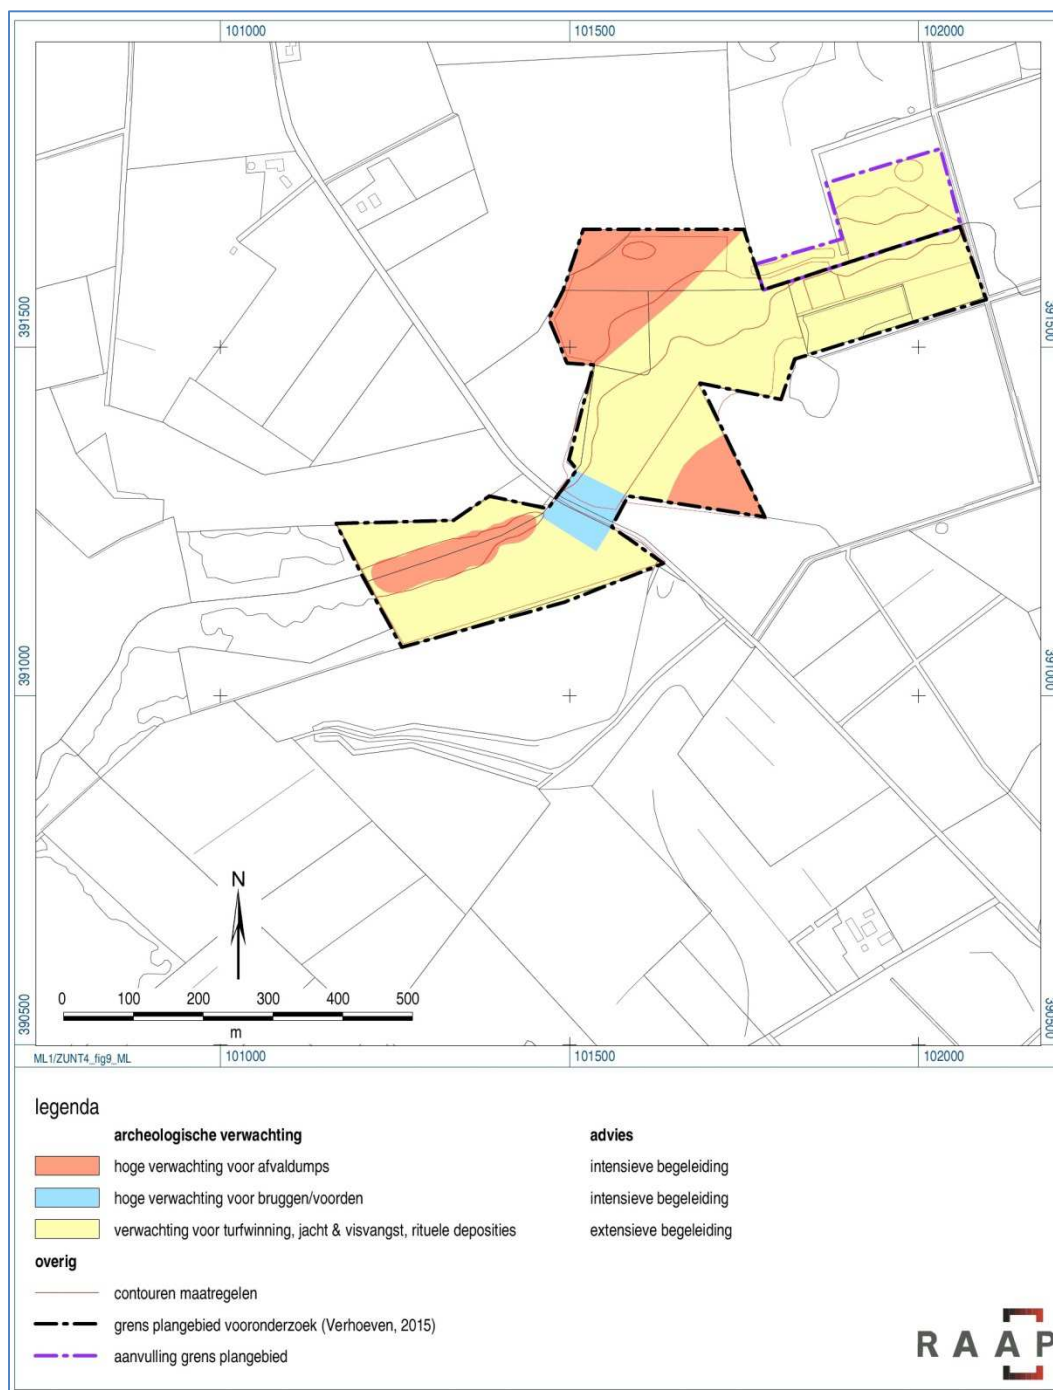 101000 101500 102000
391500 391500
391000 391000
390500 390500
N
0 100 200 300 400 500
m
ML1/ZUNT4_fig9_ML
101000 101500 102000
legenda
archeologische verwachting advies
hoge verwachting voor afvaldumps intensieve begeleiding
hoge verwachting voor bruggen/voorden intensieve begeleiding
verwachting voor turfwinning, jacht & visvangst, rituele deposities extensieve begeleiding
overig
contouren maatregelen
grens plangebied vooronderzoek (Verhoeven, 2015)
aanvulling grens plangebied
RAAP